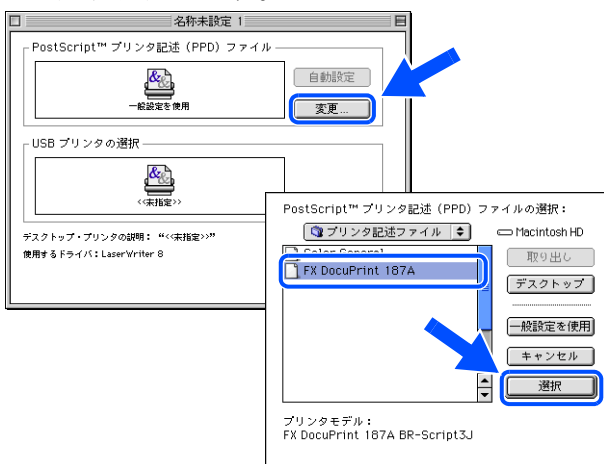 名称未設定 1
PostScript™ プリンタ記述（PPD）ファイル
自動設定
一般設定を使用
変更...
USB プリンタの選択
<<未指定>>
デスクトップ・プリンタの説明： “<<未指定>>”
使用するドライバ：LaserWriter 8
PostScript™ プリンタ記述（PPD）ファイルの選択：
プリンタ記述ファイル
Macintosh HD
Color General
取り出し
FX DocuPrint 187A
デスクトップ
一般設定を使用
キャンセル
選択
プリンタモデル：
FX DocuPrint 187A BR-Script3J